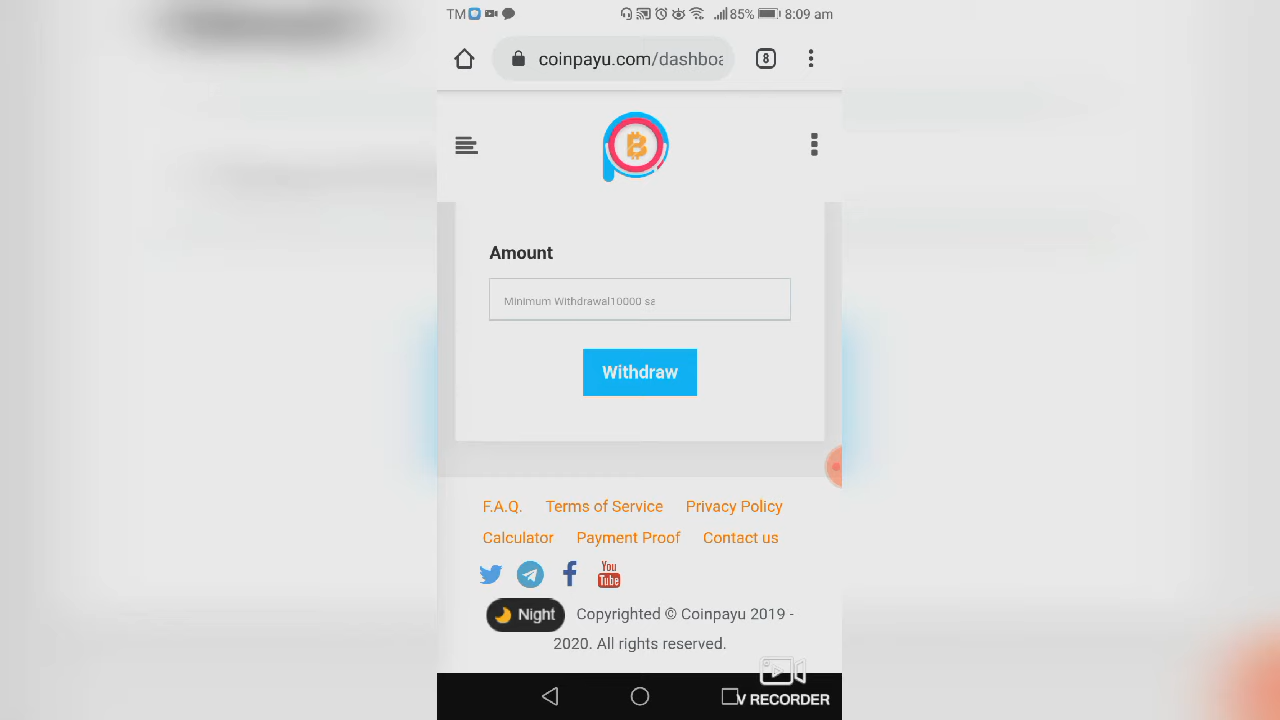 TM 85% 8:09 am
coinpayu.com/dashboa 8
Amount
Minimum Withdrawal10000 sa
Withdraw
F.A.Q. Terms of Service Privacy Policy
Calculator Payment Proof Contact us
You
Tube
Night Copyrighted © Coinpayu 2019 -
2020. All rights reserved.
V RECORDER